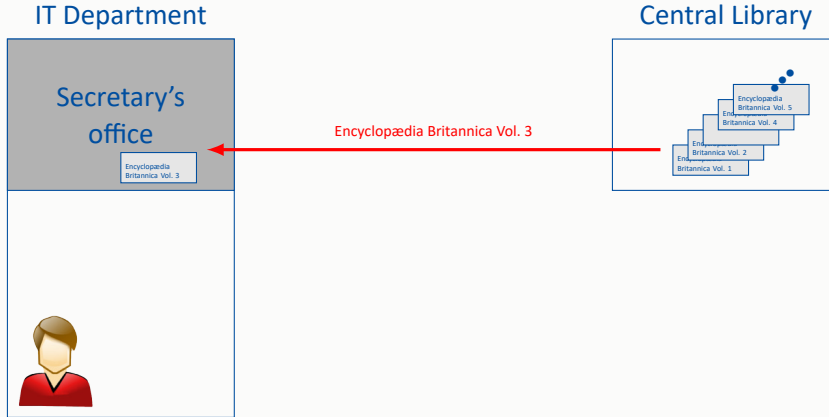 IT Department
Central Library
Secretary's
office
Encyclopædia
Britannica Vol. 3
Encyclopædia Britannica Vol. 3
Encyclopædia
Britannica Vol. 5
Britannica Vol. 4
Britannica Vol. 2
Britannica Vol. 1